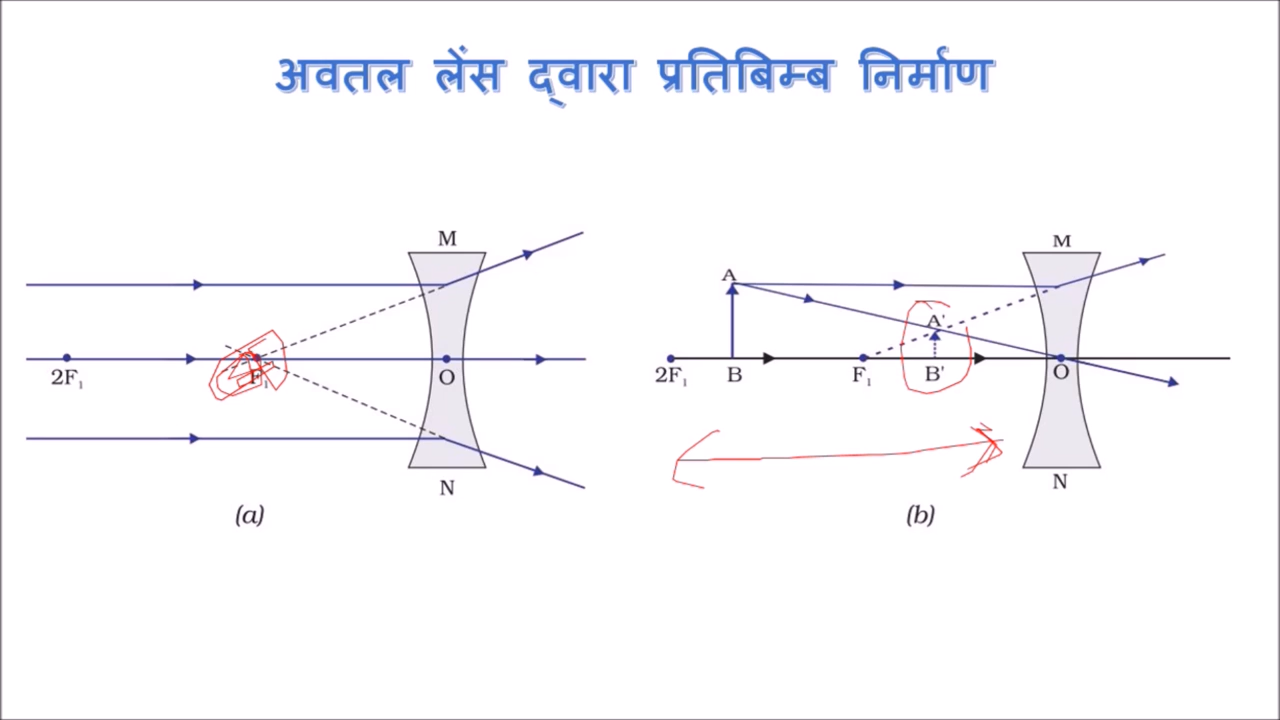 अवतल लेंस द्वारा प्रतिबिम्ब निर्माण
M
2F₁
F₁
O
N
(a)
M
A
A'
2F₁
B
F₁
B'
O
N
(b)